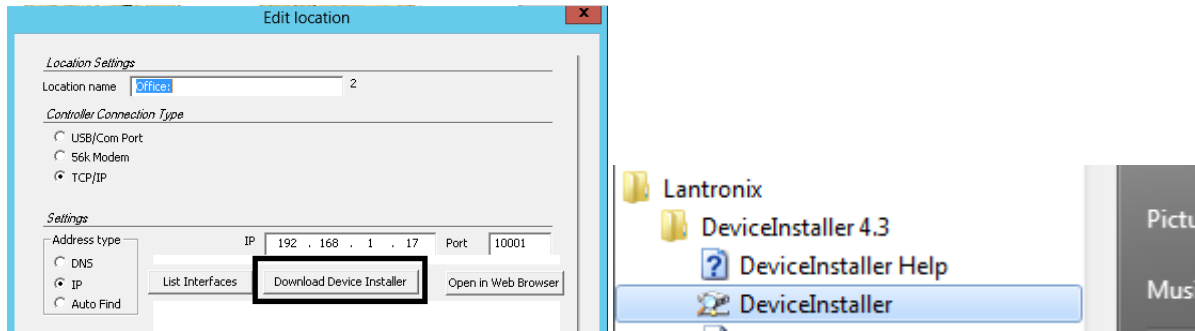 Edit location
x
Location Settings
Location name Office: 2
Controller Connection Type
USB/Com Port
56k Modem
TCP/IP
Settings
Address type
IP 192 . 168 . 1 . 17 Port 10001
DNS
IP
Auto Find
List Interfaces Download Device Installer Open in Web Browser
Lantronix
DeviceInstaller 4.3
DeviceInstaller Help
DeviceInstaller
Pictu
Mus